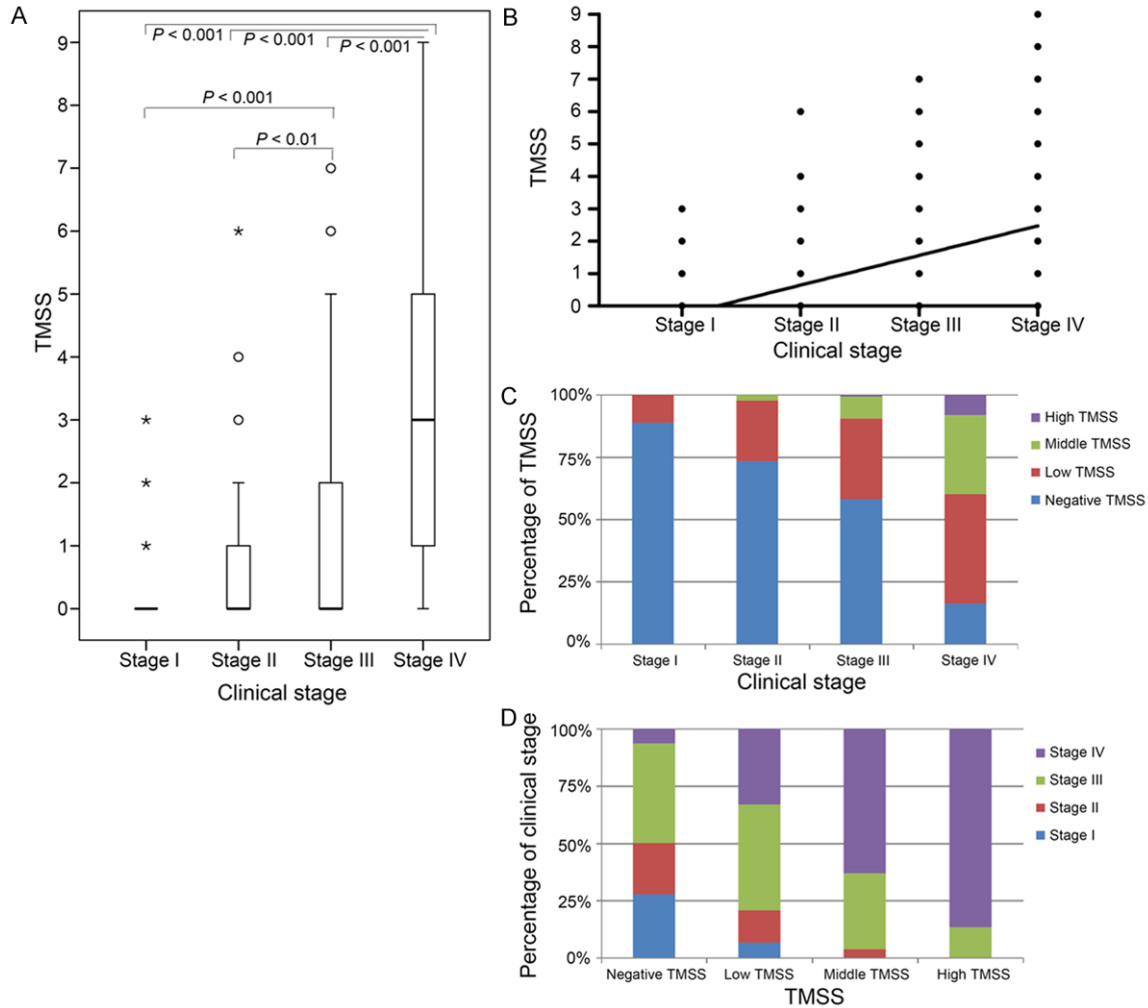 A
P < 0.001
P < 0.001
P < 0.001
P < 0.001
P < 0.01
9
8
7
6
5
4
3
2
1
0
TMSS
Stage I Stage II Stage III Stage IV
Clinical stage
B
9
8
7
6
5
4
3
2
1
0
TMSS
Stage I Stage II Stage III Stage IV
Clinical stage
C
100%
75%
50%
25%
0%
Percentage of TMSS
Stage I Stage II Stage III Stage IV
Clinical stage
High TMSS
Middle TMSS
Low TMSS
Negative TMSS
D
100%
75%
50%
25%
0%
Percentage of clinical stage
Negative TMSS Low TMSS Middle TMSS High TMSS
TMSS
Stage IV
Stage III
Stage II
Stage I